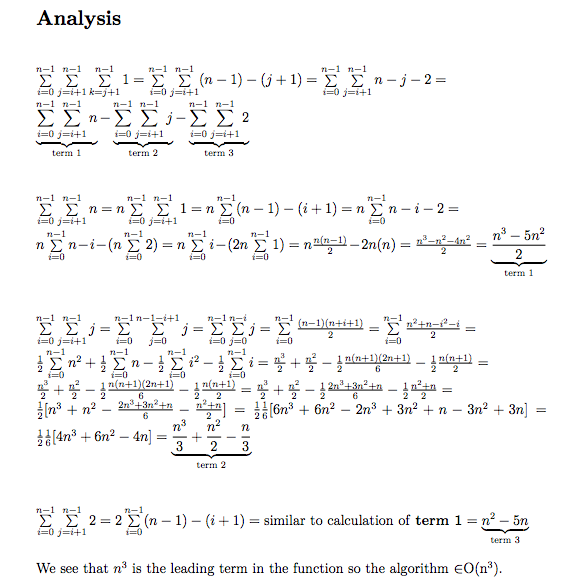 Analysis
\sum_{i=0}^{n-1} \sum_{j=i+1}^{n-1} \sum_{k=j+1}^{n-1} 1 = \sum_{i=0}^{n-1} \sum_{j=i+1}^{n-1} (n-1)-(j+1) = \sum_{i=0}^{n-1} \sum_{j=i+1}^{n-1} n-j-2 =
\underbrace{\sum_{i=0}^{n-1} \sum_{j=i+1}^{n-1} n}_{\text{term 1}} - \underbrace{\sum_{i=0}^{n-1} \sum_{j=i+1}^{n-1} j}_{\text{term 2}} - \underbrace{\sum_{i=0}^{n-1} \sum_{j=i+1}^{n-1} 2}_{\text{term 3}}
\sum_{i=0}^{n-1} \sum_{j=i+1}^{n-1} n = n \sum_{i=0}^{n-1} \sum_{j=i+1}^{n-1} 1 = n \sum_{i=0}^{n-1} (n-1)-(i+1) = n \sum_{i=0}^{n-1} n-i-2 =
n \sum_{i=0}^{n-1} n-i-(n \sum_{i=0}^{n-1} 2) = n \sum_{i=0}^{n-1} i-(2n \sum_{i=0}^{n-1} 1) = n\frac{n(n-1)}{2} - 2n(n) = \frac{n^3-n^2-4n^2}{2} = \underbrace{\frac{n^3-5n^2}{2}}_{\text{term 1}}
\sum_{i=0}^{n-1} \sum_{j=i+1}^{n-1} j = \sum_{i=0}^{n-1} \sum_{j=0}^{n-1-i+1} j = \sum_{i=0}^{n-1} \sum_{j=0}^{n-i} j = \sum_{i=0}^{n-1} \frac{(n-1)(n+i+1)}{2} = \sum_{i=0}^{n-1} \frac{n^2+n-i^2-i}{2} =
\frac{1}{2} \sum_{i=0}^{n-1} n^2 + \frac{1}{2} \sum_{i=0}^{n-1} n - \frac{1}{2} \sum_{i=0}^{n-1} i^2 - \frac{1}{2} \sum_{i=0}^{n-1} i = \frac{n^3}{2} + \frac{n^2}{2} - \frac{1}{2}\frac{n(n+1)(2n+1)}{6} - \frac{1}{2}\frac{n(n+1)}{2} =
\frac{n^3}{2} + \frac{n^2}{2} - \frac{1}{2}\frac{n(n+1)(2n+1)}{6} - \frac{1}{2}\frac{n(n+1)}{2} = \frac{n^3}{2} + \frac{n^2}{2} - \frac{1}{2}\frac{2n^3+3n^2+n}{6} - \frac{1}{2}\frac{n^2+n}{2} =
\frac{1}{2}[n^3 + n^2 - \frac{2n^3+3n^2+n}{6} - \frac{n^2+n}{2}] = \frac{1}{2}\frac{1}{6}[6n^3 + 6n^2 - 2n^3 + 3n^2 + n - 3n^2 + 3n] =
\frac{1}{2}\frac{1}{6}[4n^3 + 6n^2 - 4n] = \underbrace{\frac{n^3}{3} + \frac{n^2}{2} - \frac{n}{3}}_{\text{term 2}}
\sum_{i=0}^{n-1} \sum_{j=i+1}^{n-1} 2 = 2 \sum_{i=0}^{n-1} (n-1)-(i+1) = similar to calculation of term 1 = \underbrace{n^2-5n}_{\text{term 3}}
We see that n³ is the leading term in the function so the algorithm ∈O(n³).